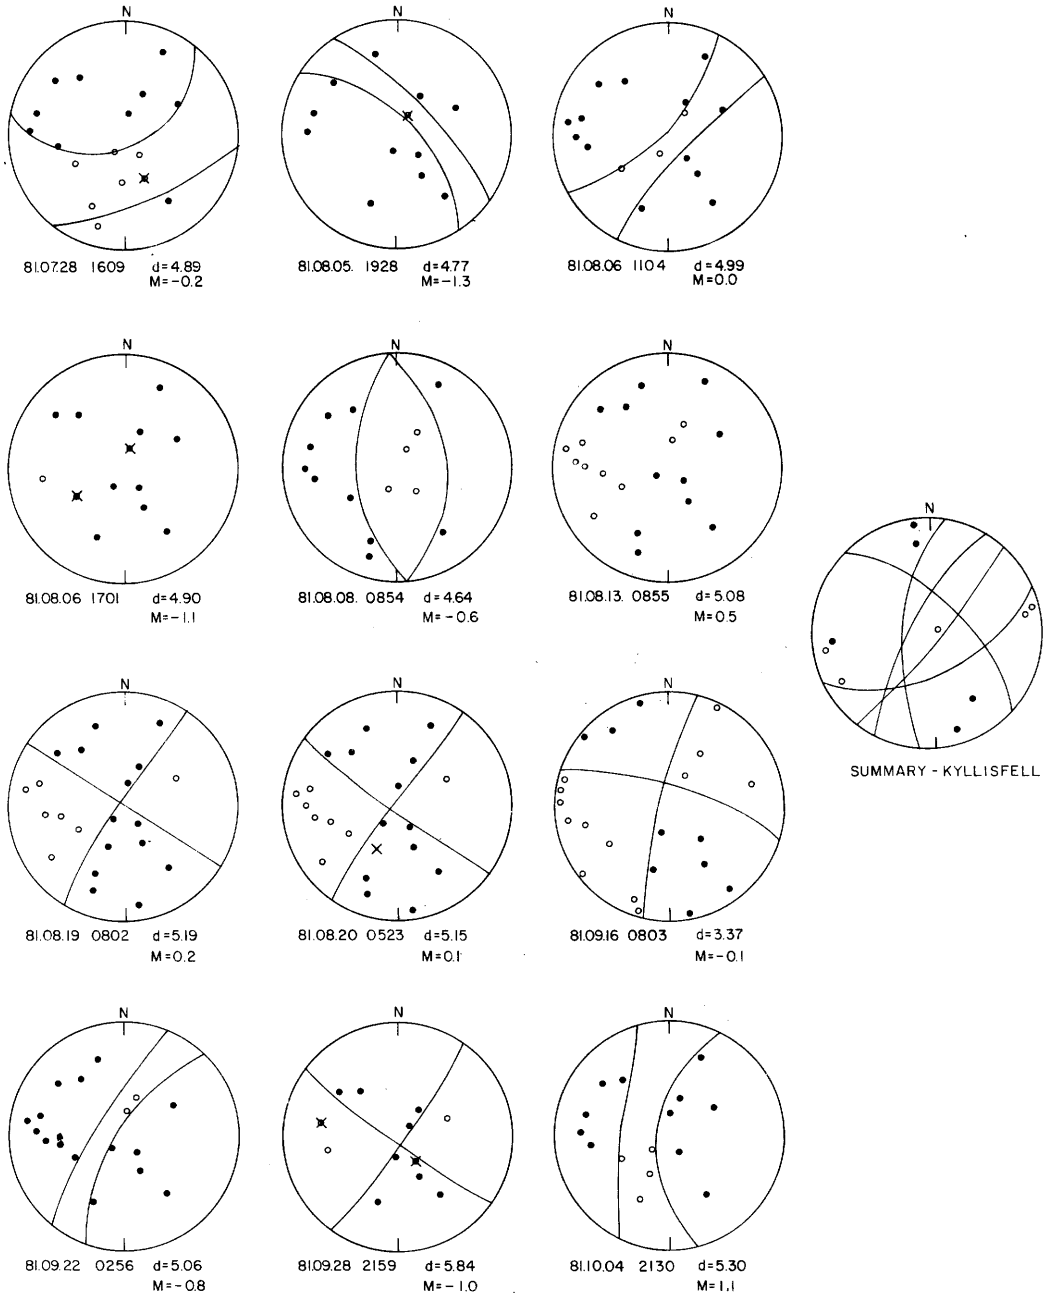 N N N
81.07.28 1609 d=4.89
M=-0.2
81.08.05. 1928 d=4.77
M=-1.3
81.08.06 1104 d=4.99
M=0.0
N N N
81.08.06 1701 d=4.90
M=-1.1
81.08.08. 0854 d=4.64
M=-0.6
81.08.13. 0855 d=5.08
M=0.5
N
SUMMARY - KYLLISFELL
N N N
81.08.19 0802 d=5.19
M=0.2
81.08.20 0523 d=5.15
M=0.1
81.09.16 0803 d=3.37
M=-0.1
N N N
81.09.22 0256 d=5.06
M=-0.8
81.09.28 2159 d=5.84
M=-1.0
81.10.04 2130 d=5.30
M=1.1